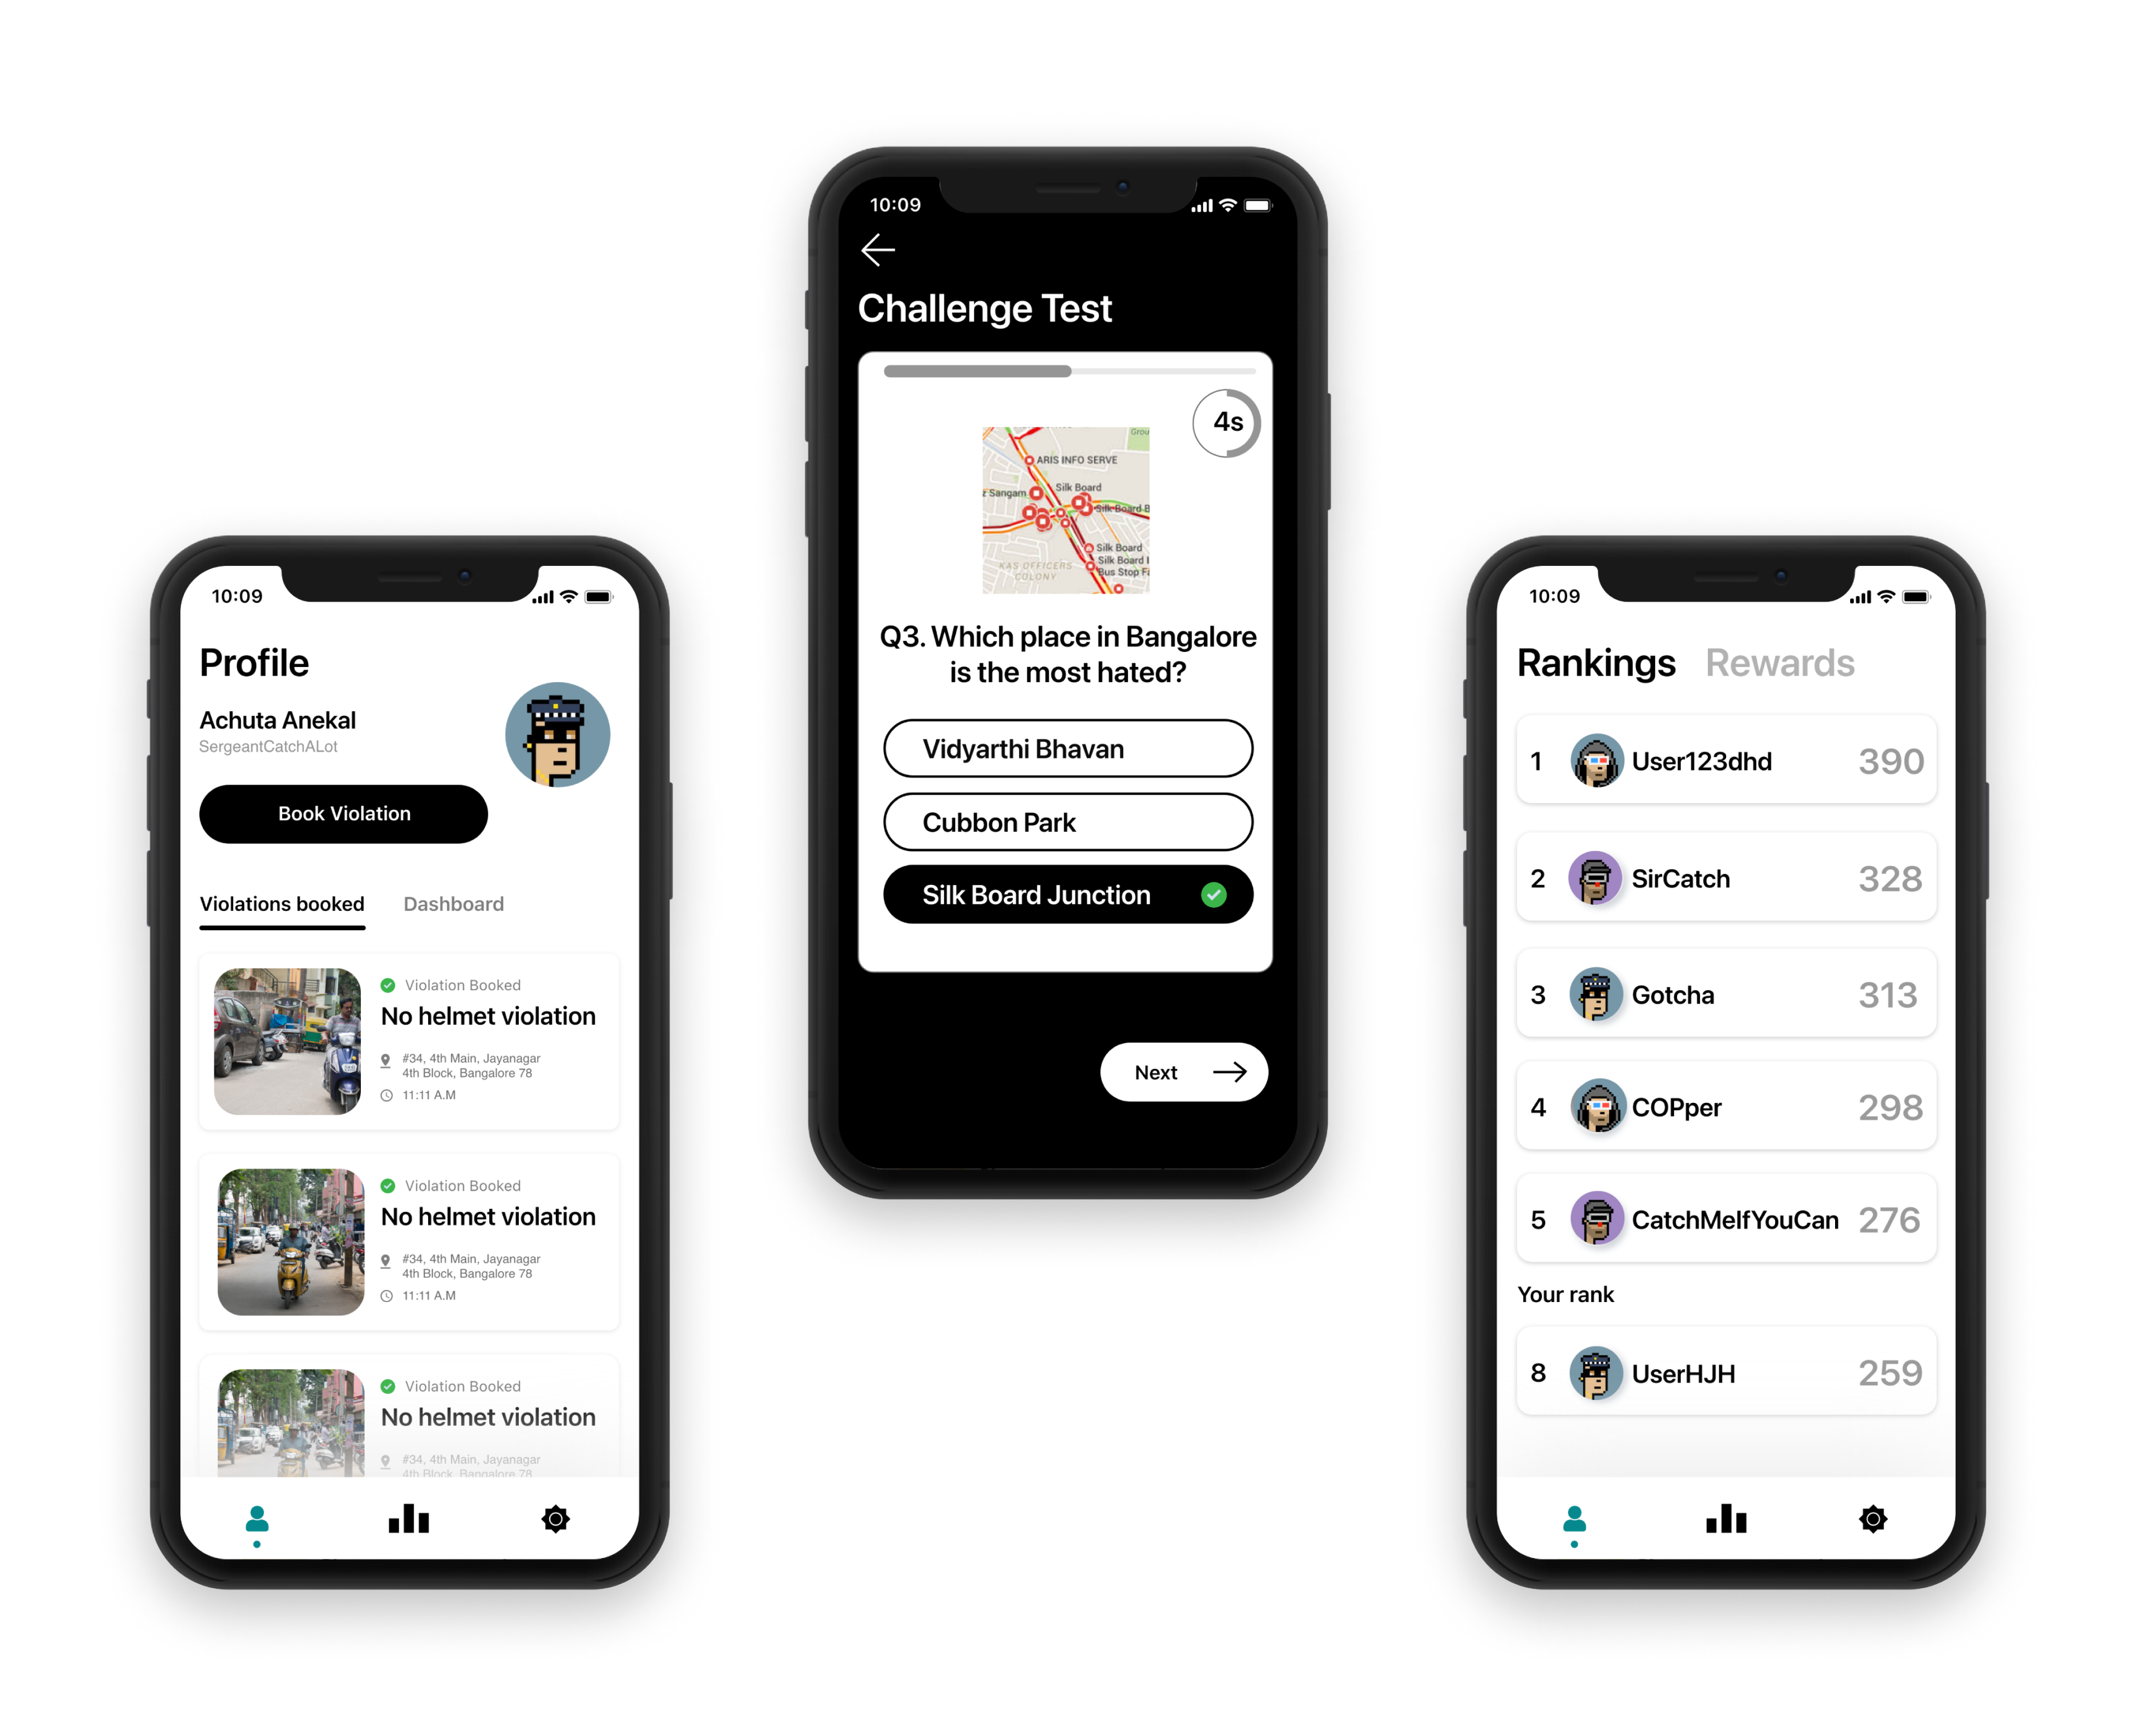 10:09
Profile
Achuta Anekal
SergeantCatchALot
Book Violation
Violations booked
Dashboard
Violation Booked
No helmet violation
#34, 4th Main, Jayanagar
4th Block, Bangalore 78
11:11 A.M
Violation Booked
No helmet violation
#34, 4th Main, Jayanagar
4th Block, Bangalore 78
11:11 A.M
Violation Booked
No helmet violation
#34, 4th Main, Jayanagar
4th Block, Bangalore 78
10:09
Challenge Test
4s
Grou
ARIS INFO SERVE
Silk Board
z Sangam
Silk Board B
Silk Board
Silk Board
Bus Stop Fa
KAS OFFICERS
COLONY
Q3. Which place in Bangalore
is the most hated?
Vidyarthi Bhavan
Cubbon Park
Silk Board Junction
Next
10:09
Rankings Rewards
1 User123dhd 390
2 SirCatch 328
3 Gotcha 313
4 COPper 298
5 CatchMeIfYouCan 276
Your rank
8 UserHJH 259